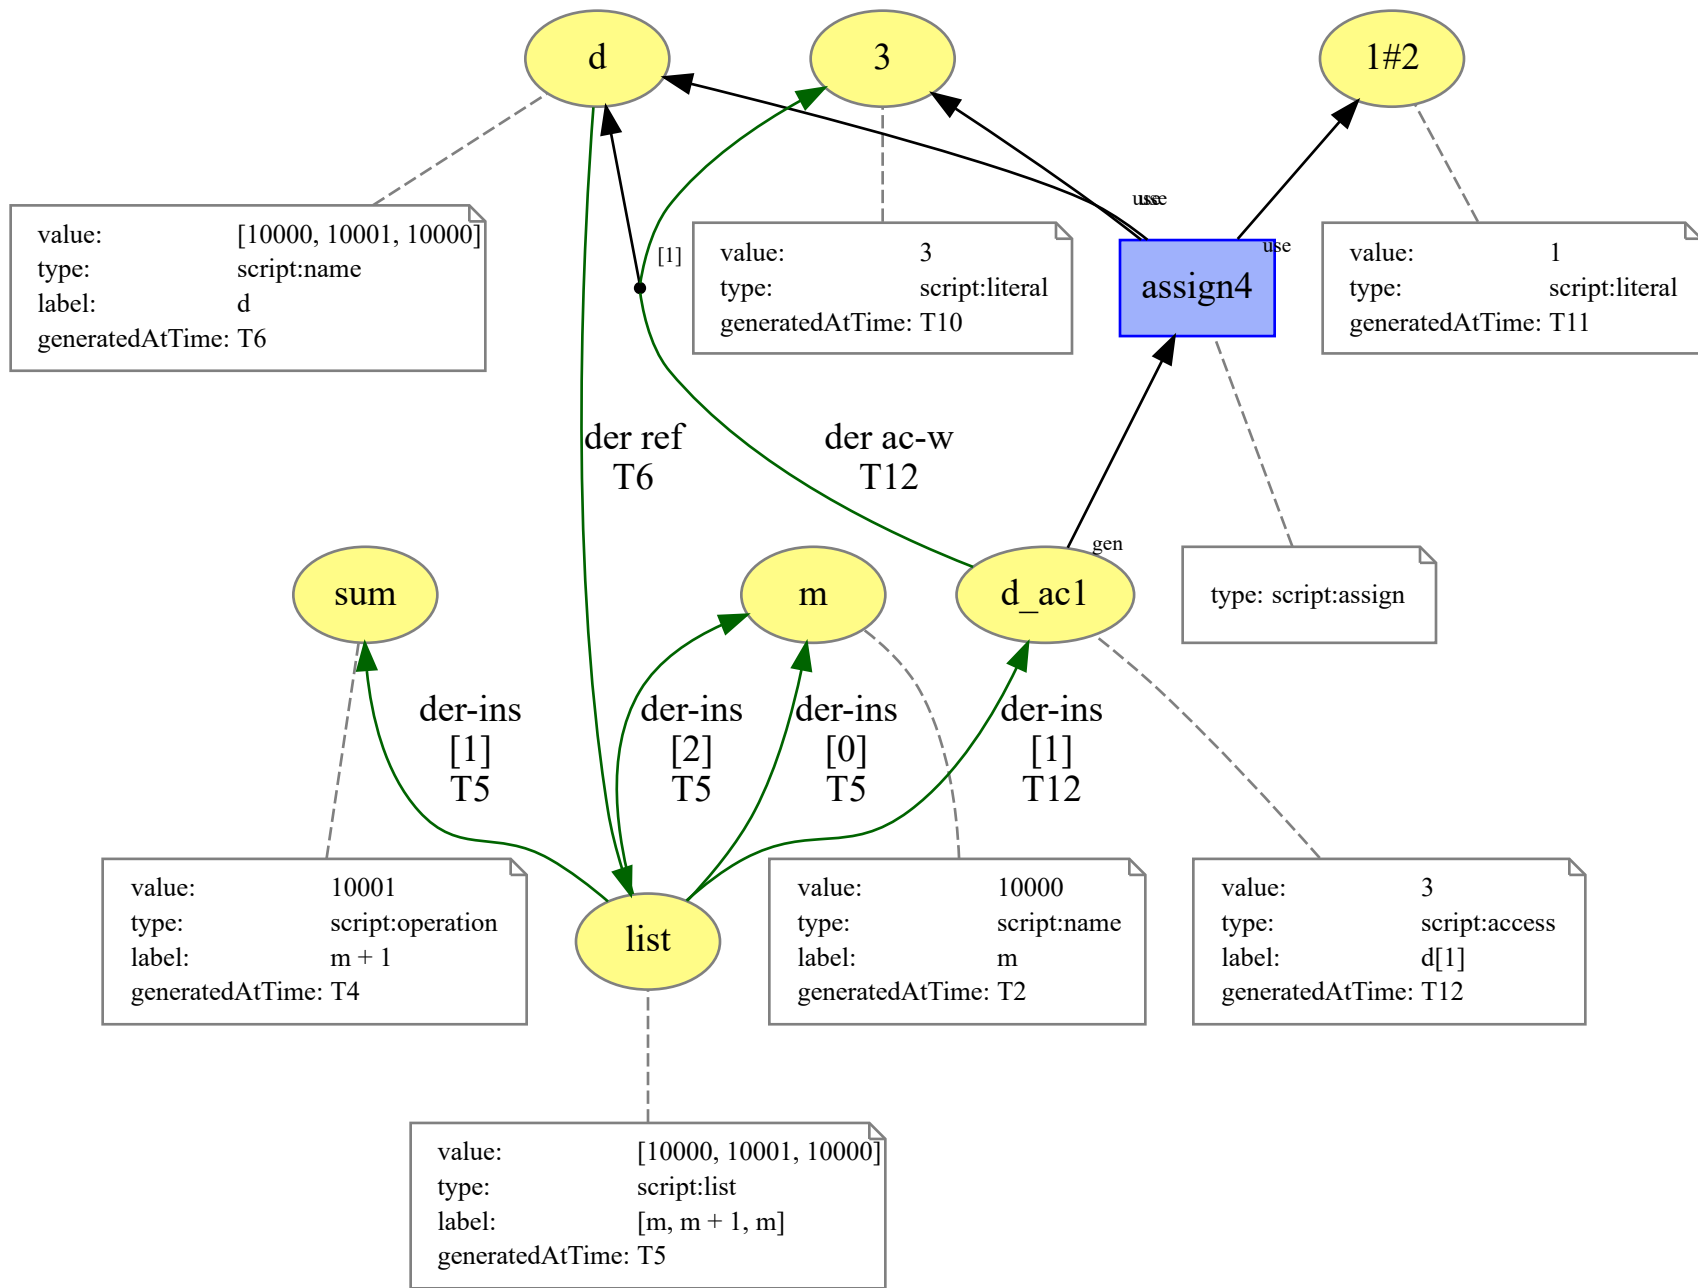 d
3
1#2
value: [10000, 10001, 10000]
type: script:name
label: d
generatedAtTime: T6
[1]
value: 3
type: script:literal
generatedAtTime: T10
use
use
use
assign4
value: 1
type: script:literal
generatedAtTime: T11
der ref
T6
der ac-w
T12
gen
sum
m
d_ac1
type: script:assign
der-ins
[1]
T5
der-ins
[2]
T5
der-ins
[0]
T5
der-ins
[1]
T12
value: 10001
type: script:operation
label: m + 1
generatedAtTime: T4
list
value: 10000
type: script:name
label: m
generatedAtTime: T2
value: 3
type: script:access
label: d[1]
generatedAtTime: T12
value: [10000, 10001, 10000]
type: script:list
label: [m, m + 1, m]
generatedAtTime: T5